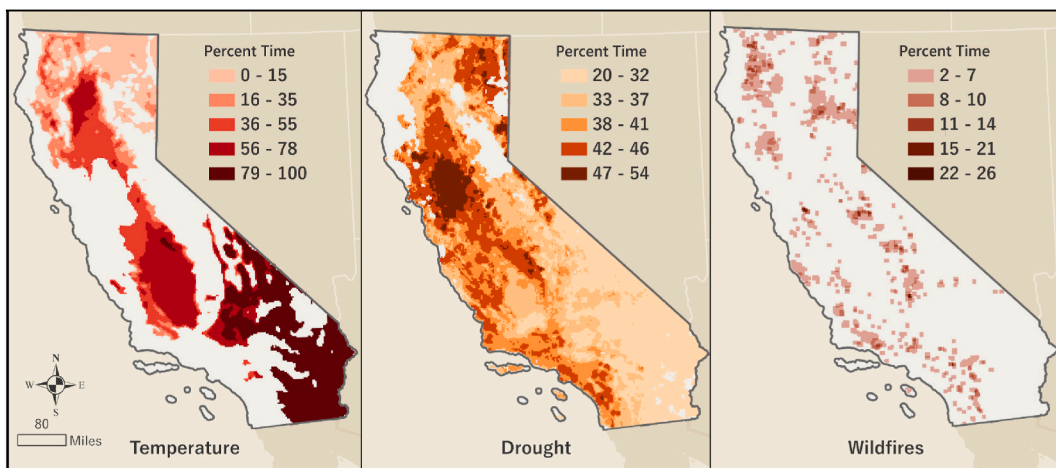 Percent Time
0 - 15
16 - 35
36 - 55
56 - 78
79 - 100
N
W E
S
80
Miles
Temperature
Percent Time
20 - 32
33 - 37
38 - 41
42 - 46
47 - 54
Drought
Percent Time
2 - 7
8 - 10
11 - 14
15 - 21
22 - 26
Wildfires